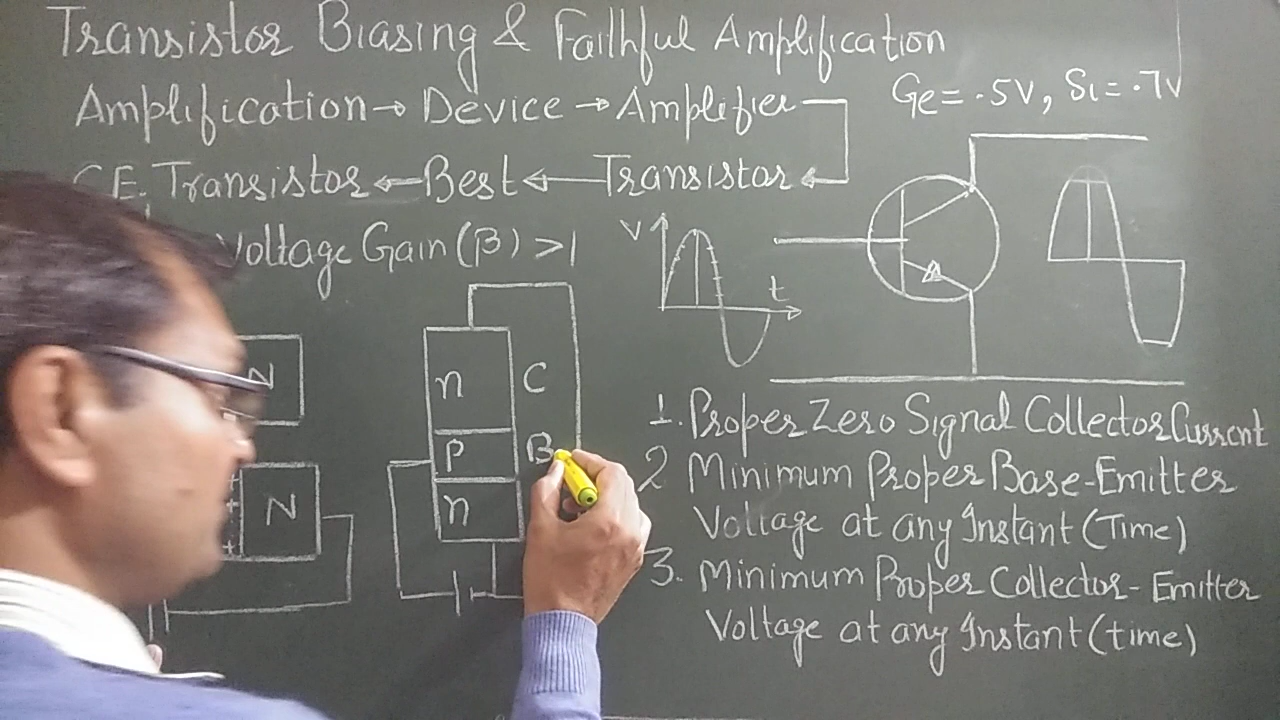 Transistor Biasing & Faithful Amplification
Amplification → Device → Amplifier
Ge = .5V, Si = .7V
C.E. Transistor ← Best ← Transistor
Voltage Gain (β) > 1
V
t
N
N
n C
P B
n
1. Proper Zero Signal Collector Current
2 Minimum Proper Base-Emitter
Voltage at any Instant (Time)
3. Minimum Proper Collector-Emitter
Voltage at any Instant (time)